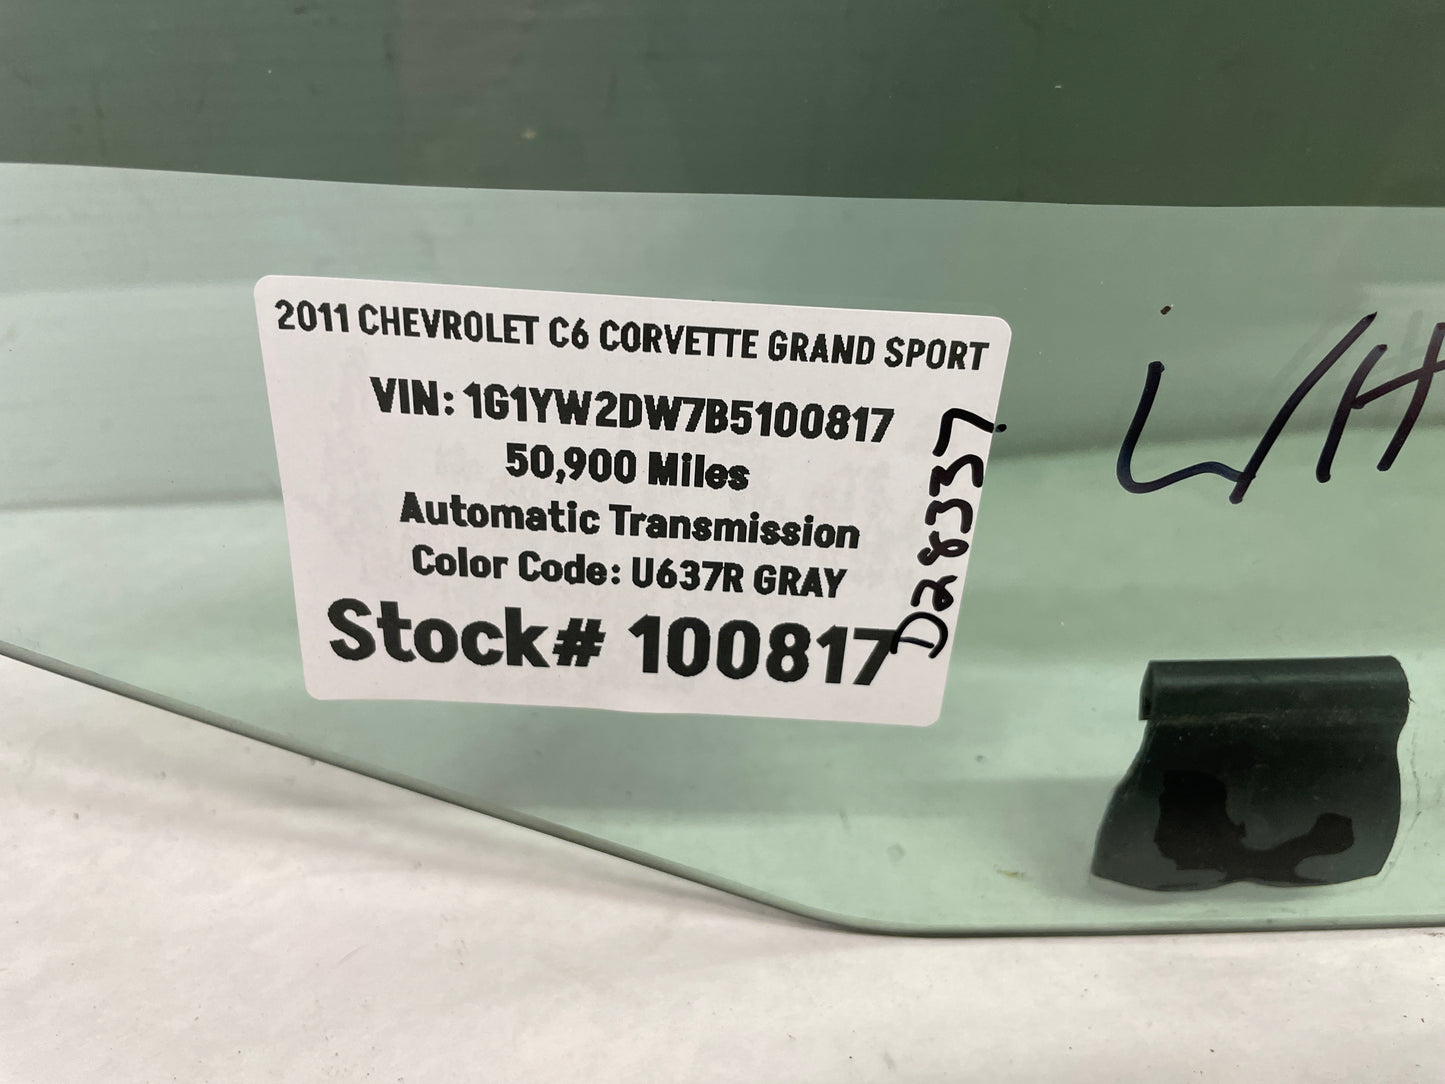 2011 CHEVROLET C6 CORVETTE GRAND SPORT
VIN: 1G1YW2DW7B5100817
50,900 Miles
Automatic Transmission
Color Code: U637R GRAY
Stock# 100817
D28337
L/H